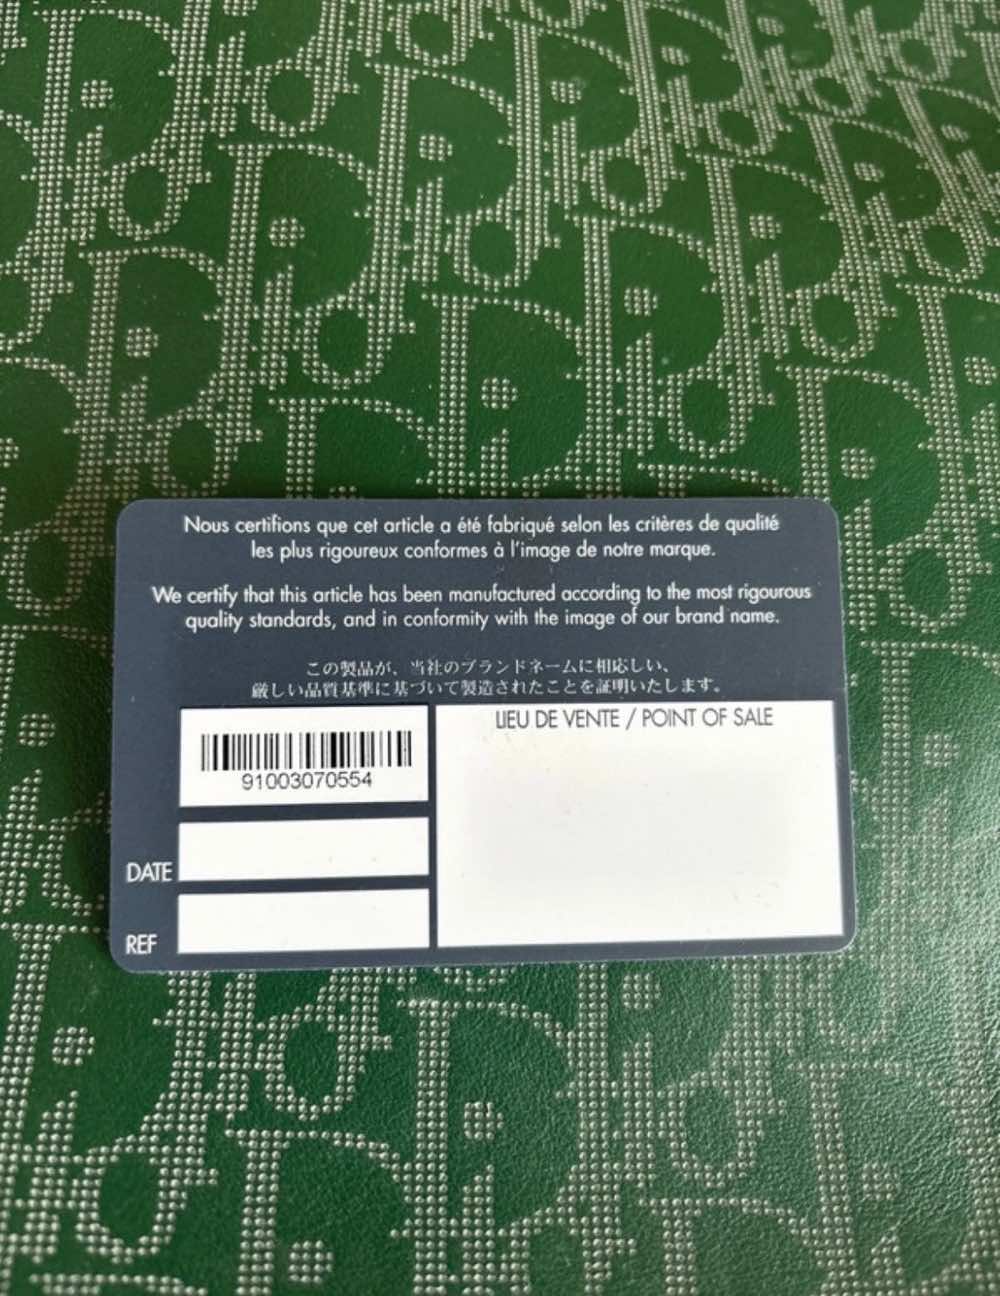 Nous certifions que cet article a été fabriqué selon les critères de qualité
les plus rigoureux conformes à l'image de notre marque.
We certify that this article has been manufactured according to the most rigourous
quality standards, and in conformity with the image of our brand name.
この製品が、当社のブランドネームに相応しい、
厳しい品質基準に基づいて製造されたことを証明いたします。
LIEU DE VENTE / POINT OF SALE
91003070554
DATE
REF